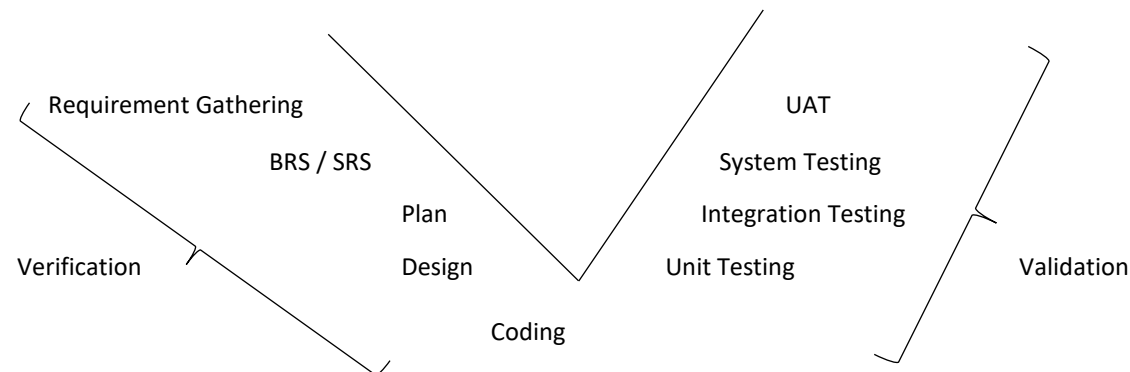 Requirement Gathering UAT
BRS / SRS System Testing
Plan Integration Testing
Verification Design Unit Testing Validation
Coding